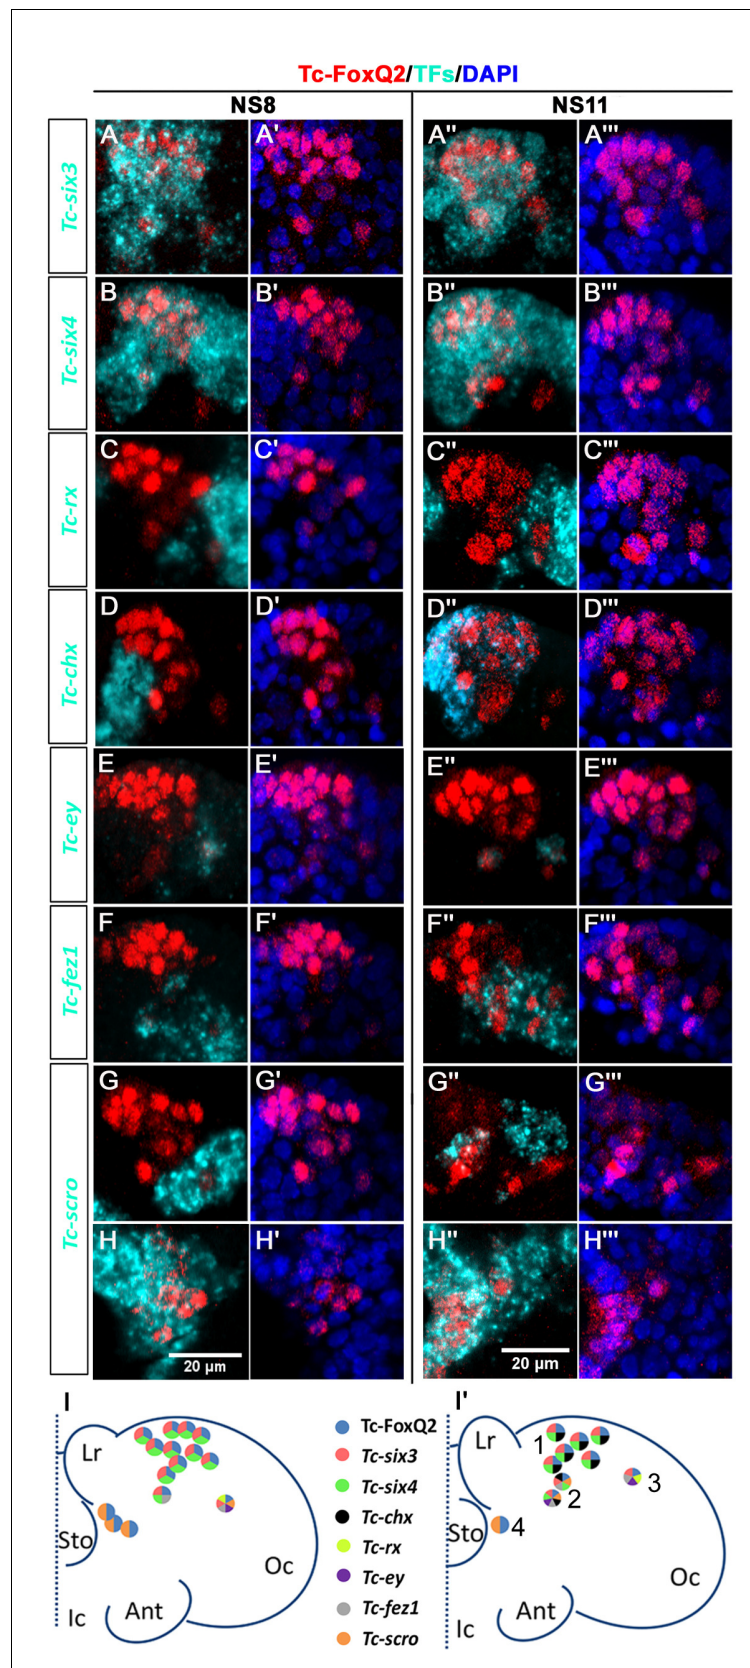 Tc-FoxQ2/TFs/DAPI
NS8 NS11
Tc-six3
A A' A'' A'''
Tc-six4
B B' B'' B'''
Tc-rx
C C' C'' C'''
Tc-chx
D D' D'' D'''
Tc-ey
E E' E'' E'''
Tc-fez1
F F' F'' F'''
Tc-scro
G G' G'' G'''
H H' H'' H'''
20 µm 20 µm
I
Lr
Sto
Oc
Ic
Ant
Tc-FoxQ2
Tc-six3
Tc-six4
Tc-chx
Tc-rx
Tc-ey
Tc-fez1
Tc-scro
I'
Lr
1
3
2
Sto
4
Oc
Ic
Ant